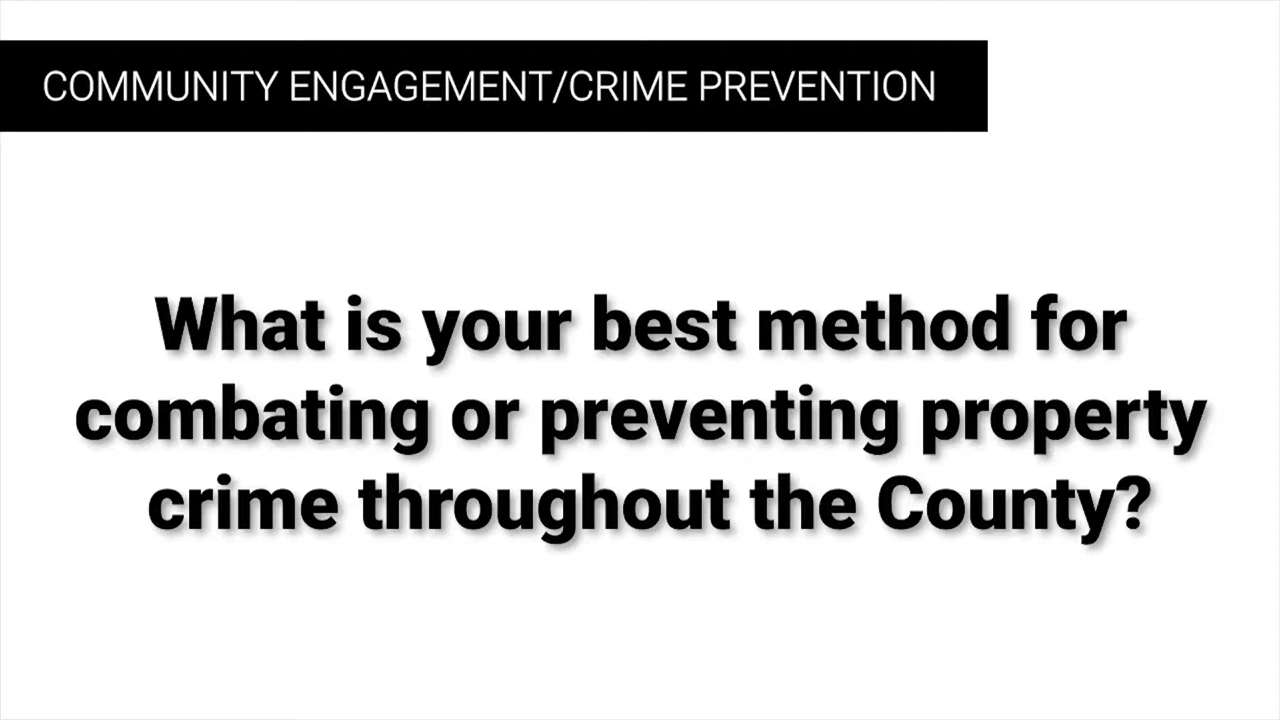 COMMUNITY ENGAGEMENT/CRIME PREVENTION
What is your best method for
combating or preventing property
crime throughout the County?